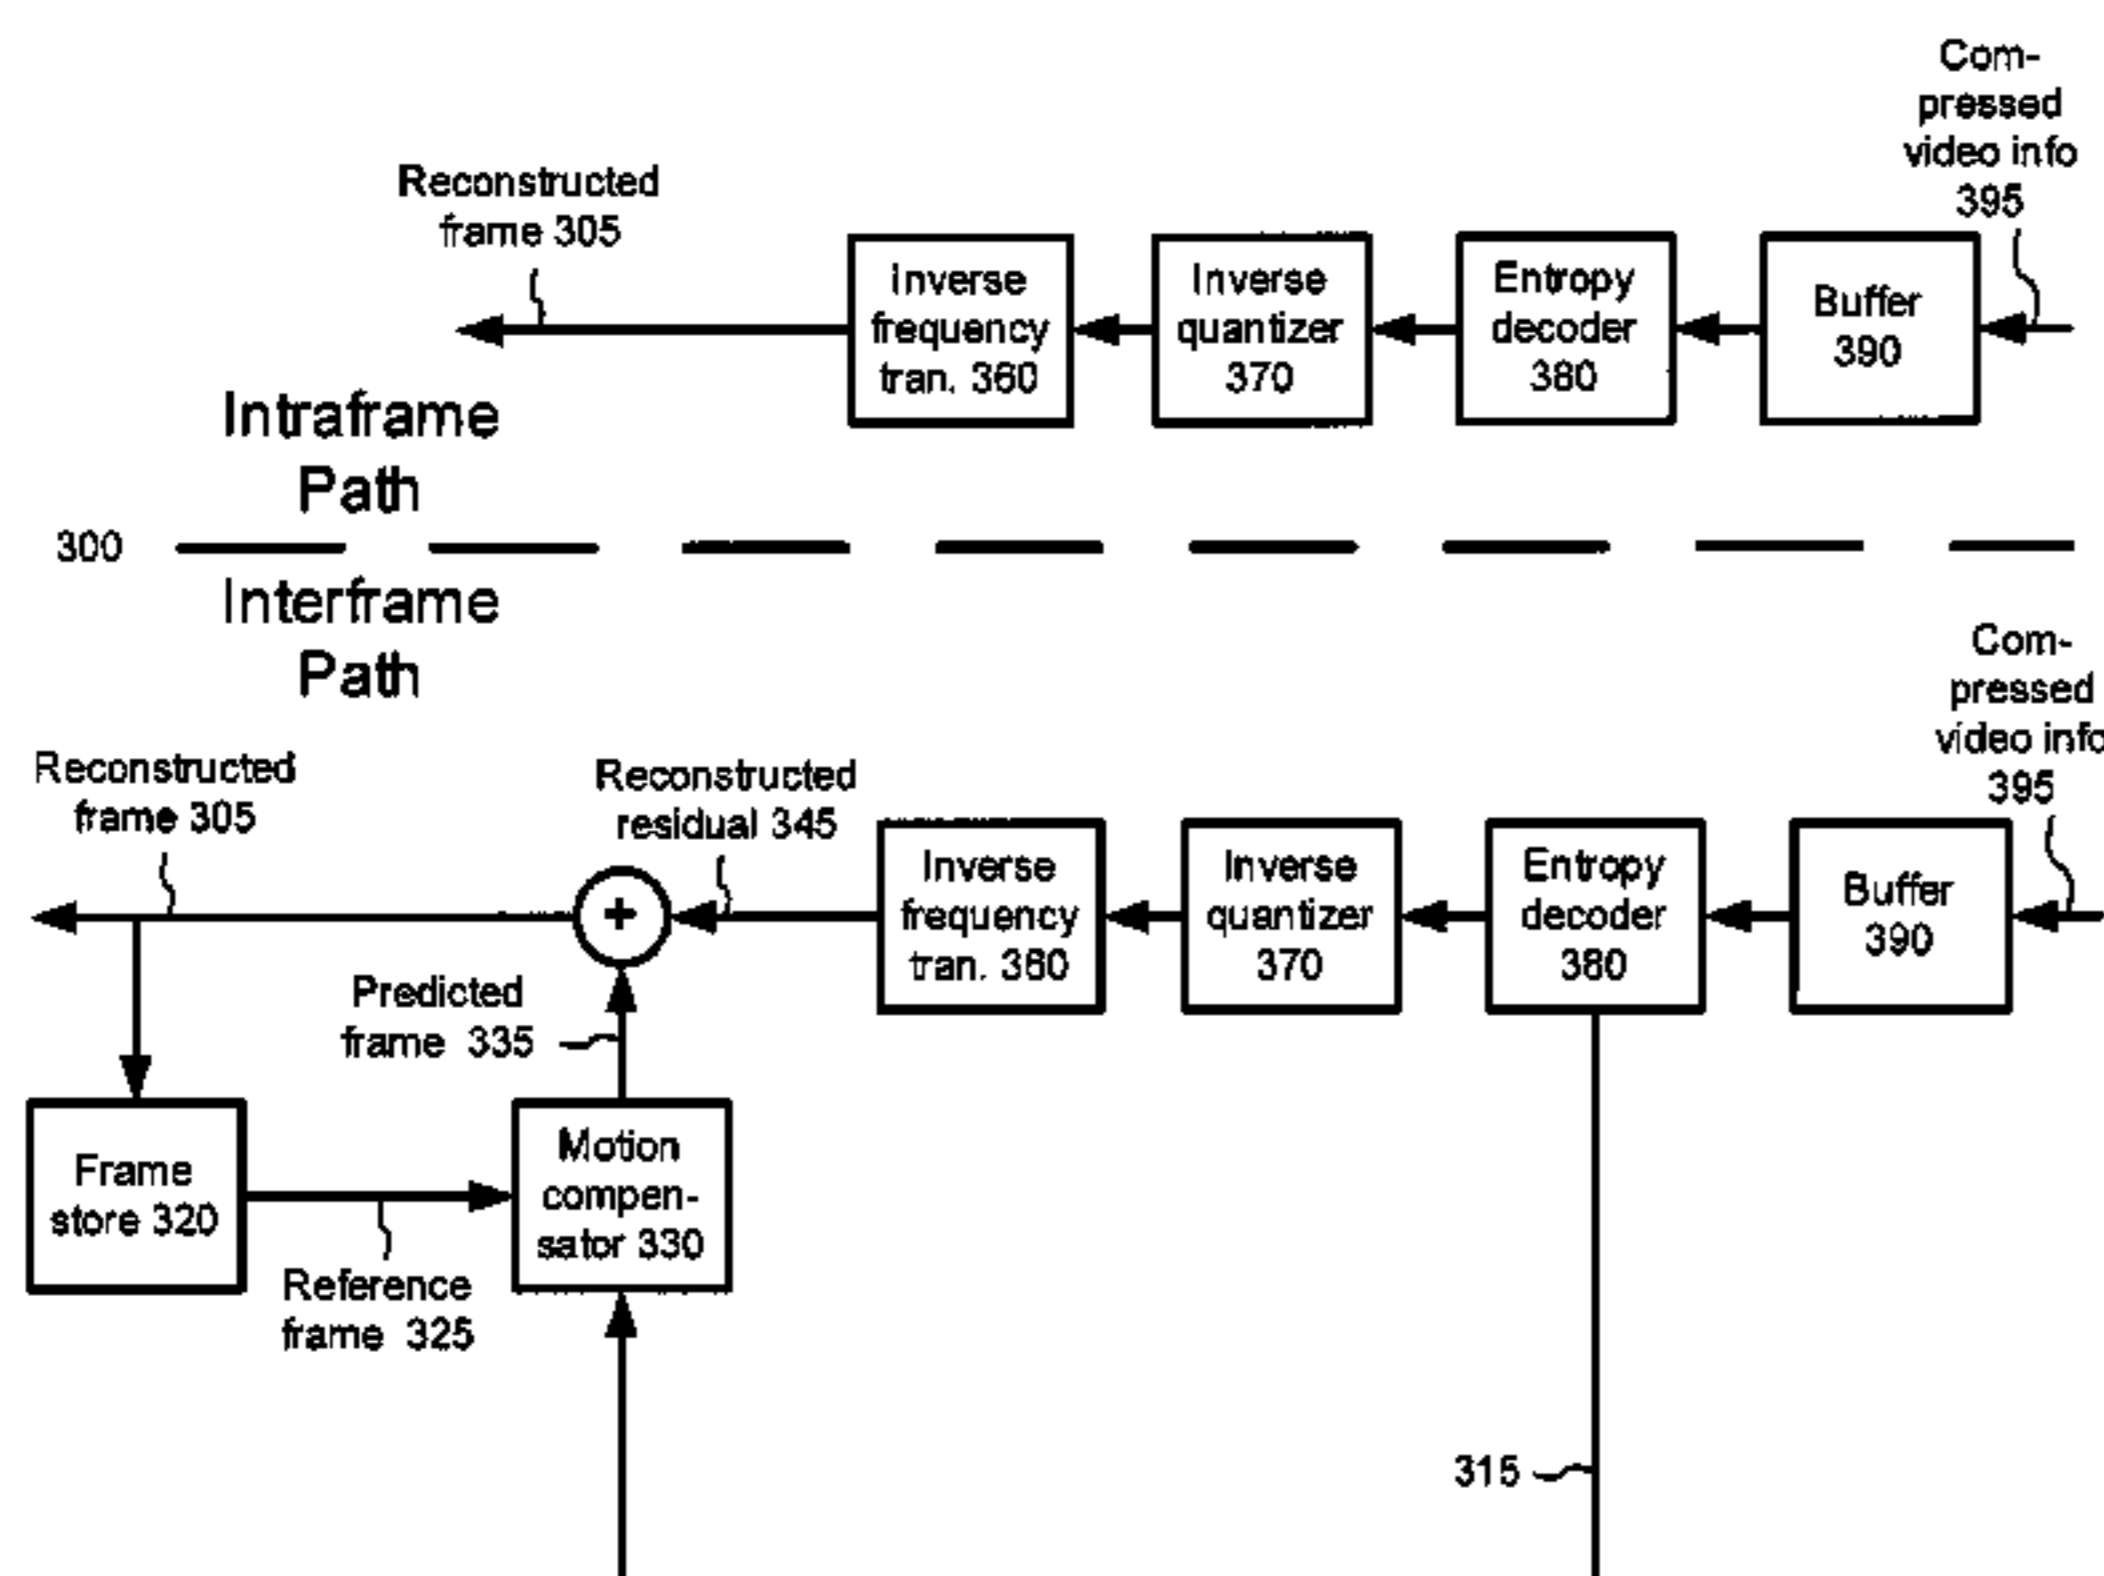 Com-
pressed
video info
395
Reconstructed
frame 305
Inverse
frequency
tran. 360
Inverse
quantizer
370
Entropy
decoder
380
Buffer
390
Intraframe
Path
300
Interframe
Path
Com-
pressed
video info
395
Reconstructed
frame 305
Reconstructed
residual 345
Inverse
frequency
tran. 360
Inverse
quantizer
370
Entropy
decoder
380
Buffer
390
+
Predicted
frame 335
Frame
store 320
Motion
compen-
sator 330
Reference
frame 325
315